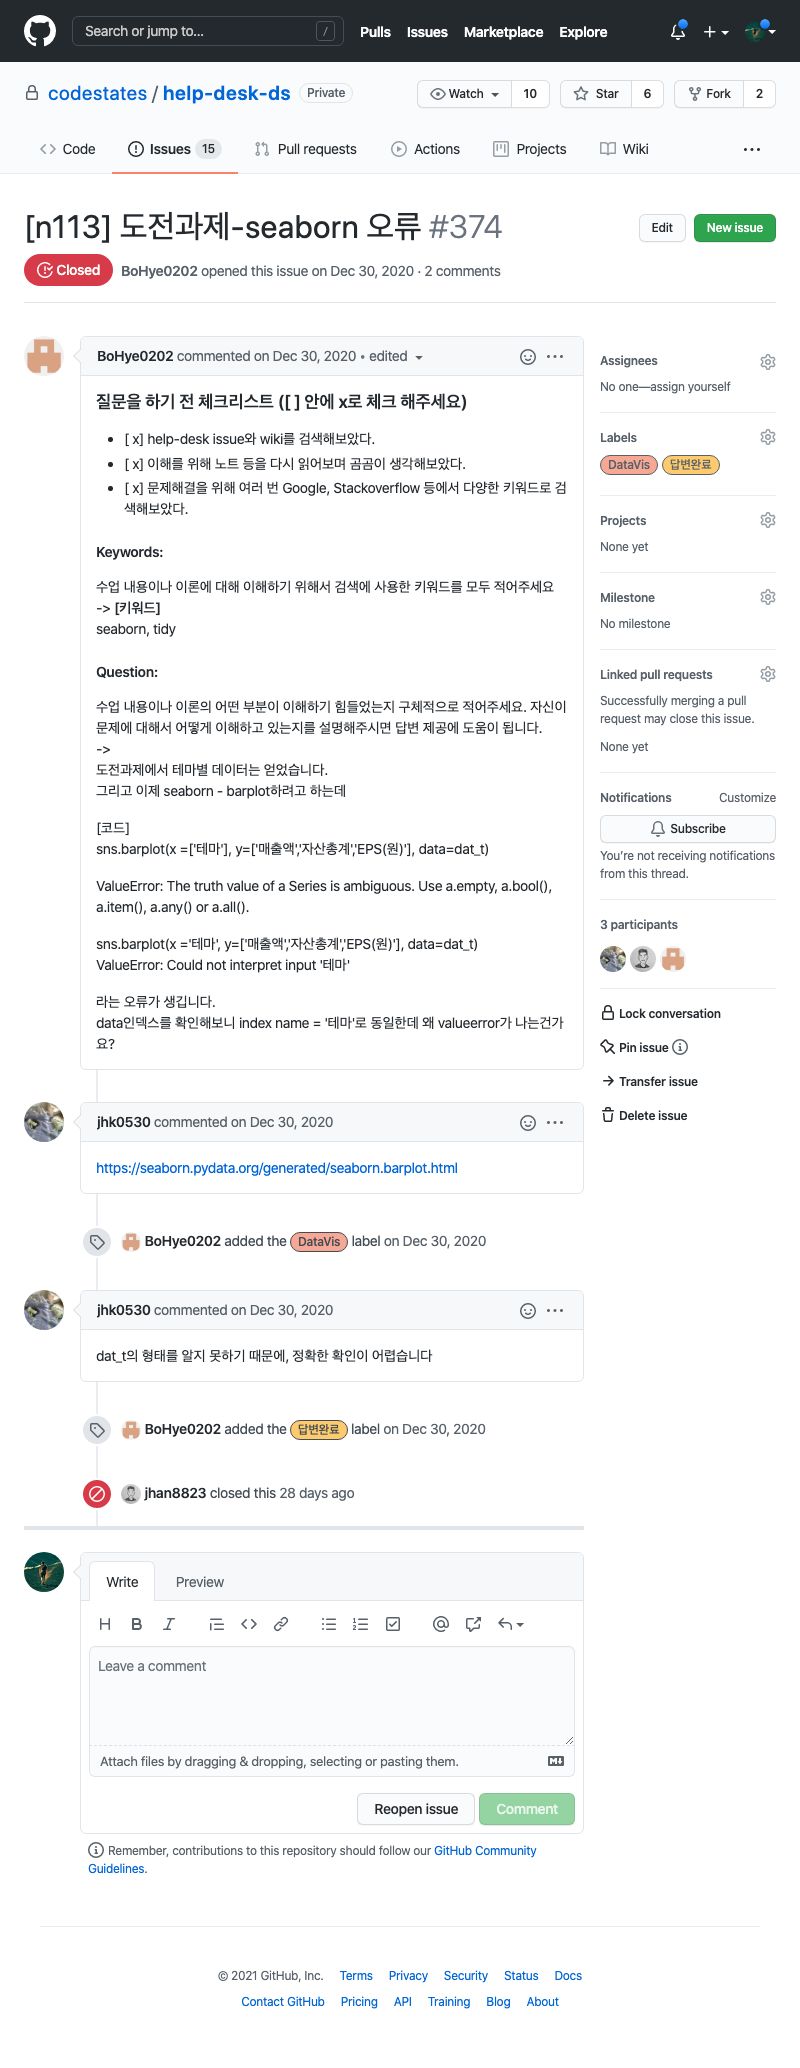 Search or jump to... /
Pulls Issues Marketplace Explore
codestates / help-desk-ds Private
Watch 10 Star 6 Fork 2
Code Issues 15 Pull requests Actions Projects Wiki ...
[n113] 도전과제-seaborn 오류 #374
Edit New issue
Closed BoHye0202 opened this issue on Dec 30, 2020 · 2 comments
BoHye0202 commented on Dec 30, 2020 • edited
질문을 하기 전 체크리스트 ([ ] 안에 x로 체크 해주세요)
[ x] help-desk issue와 wiki를 검색해보았다.
[ x] 이해를 위해 노트 등을 다시 읽어보며 곰곰이 생각해보았다.
[ x] 문제해결을 위해 여러 번 Google, Stackoverflow 등에서 다양한 키워드로 검
색해보았다.
Keywords:
수업 내용이나 이론에 대해 이해하기 위해서 검색에 사용한 키워드를 모두 적어주세요
-> [키워드]
seaborn, tidy
Question:
수업 내용이나 이론의 어떤 부분이 이해하기 힘들었는지 구체적으로 적어주세요. 자신이
문제에 대해서 어떻게 이해하고 있는지를 설명해주시면 답변 제공에 도움이 됩니다.
->
도전과제에서 테마별 데이터는 얻었습니다.
그리고 이제 seaborn - barplot하려고 하는데
[코드]
sns.barplot(x =['테마'], y=['매출액','자산총계','EPS(원)'], data=dat_t)
ValueError: The truth value of a Series is ambiguous. Use a.empty, a.bool(),
a.item(), a.any() or a.all().
sns.barplot(x ='테마', y=['매출액','자산총계','EPS(원)'], data=dat_t)
ValueError: Could not interpret input '테마'
라는 오류가 생깁니다.
data인덱스를 확인해보니 index name = '테마'로 동일한데 왜 valueerror가 나는건가
요?
jhk0530 commented on Dec 30, 2020
https://seaborn.pydata.org/generated/seaborn.barplot.html
BoHye0202 added the DataVis label on Dec 30, 2020
jhk0530 commented on Dec 30, 2020
dat_t의 형태를 알지 못하기 때문에, 정확한 확인이 어렵습니다
BoHye0202 added the 답변완료 label on Dec 30, 2020
jhan8823 closed this 28 days ago
Write Preview
H B I
Leave a comment
Attach files by dragging & dropping, selecting or pasting them.
Reopen issue Comment
Remember, contributions to this repository should follow our GitHub Community
Guidelines.
Assignees
No one—assign yourself
Labels
DataVis 답변완료
Projects
None yet
Milestone
No milestone
Linked pull requests
Successfully merging a pull
request may close this issue.
None yet
Notifications Customize
Subscribe
You're not receiving notifications
from this thread.
3 participants
Lock conversation
Pin issue
Transfer issue
Delete issue
© 2021 GitHub, Inc. Terms Privacy Security Status Docs
Contact GitHub Pricing API Training Blog About